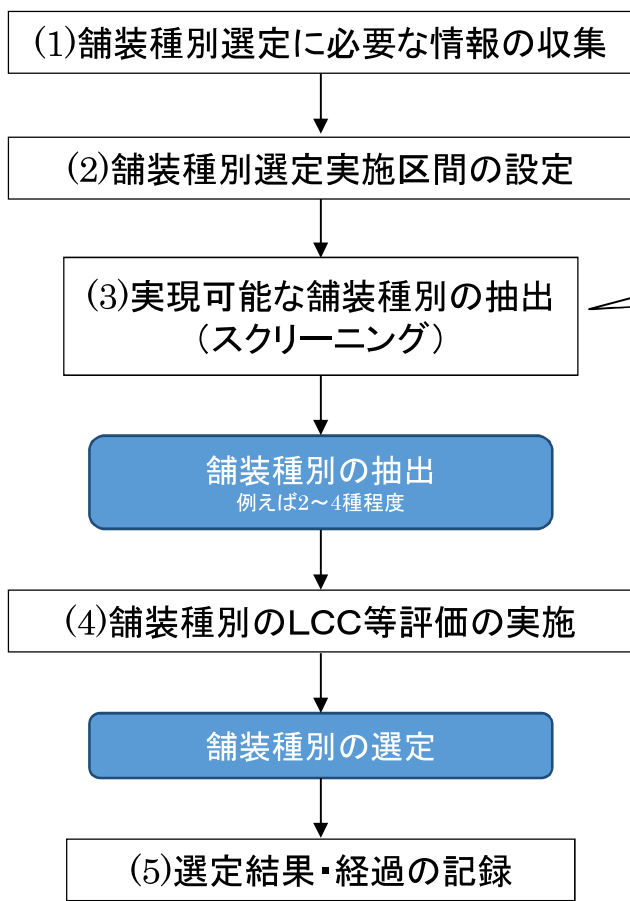 (1)舗装種別選定に必要な情報の収集
(2)舗装種別選定実施区間の設定
(3)実現可能な舗装種別の抽出
（スクリーニング）
舗装種別の抽出
例えば2～4種程度
(4)舗装種別のLCC等評価の実施
舗装種別の選定
(5)選定結果・経過の記録